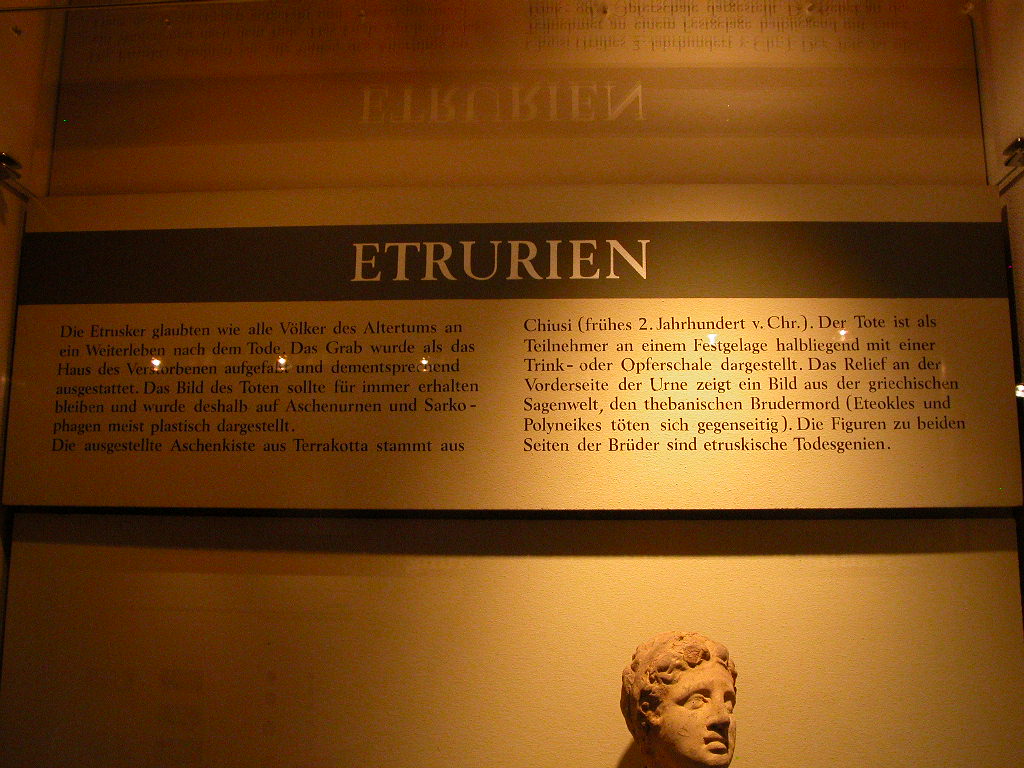 ETRURIEN
Die Etrusker glaubten wie alle Völker des Altertums an
ein Weiterleben nach dem Tode. Das Grab wurde als das
Haus des Verstorbenen aufgefaßt und dementsprechend
ausgestattet. Das Bild des Toten sollte für immer erhalten
bleiben und wurde deshalb auf Aschenurnen und Sarko-
phagen meist plastisch dargestellt.
Die ausgestellte Aschenkiste aus Terrakotta stammt aus
Chiusi (frühes 2. Jahrhundert v. Chr.). Der Tote ist als
Teilnehmer an einem Festgelage halbliegend mit einer
Trink- oder Opferschale dargestellt. Das Relief an der
Vorderseite der Urne zeigt ein Bild aus der griechischen
Sagenwelt, den thebanischen Brudermord (Eteokles und
Polyneikes töten sich gegenseitig). Die Figuren zu beiden
Seiten der Brüder sind etruskische Todesgenien.